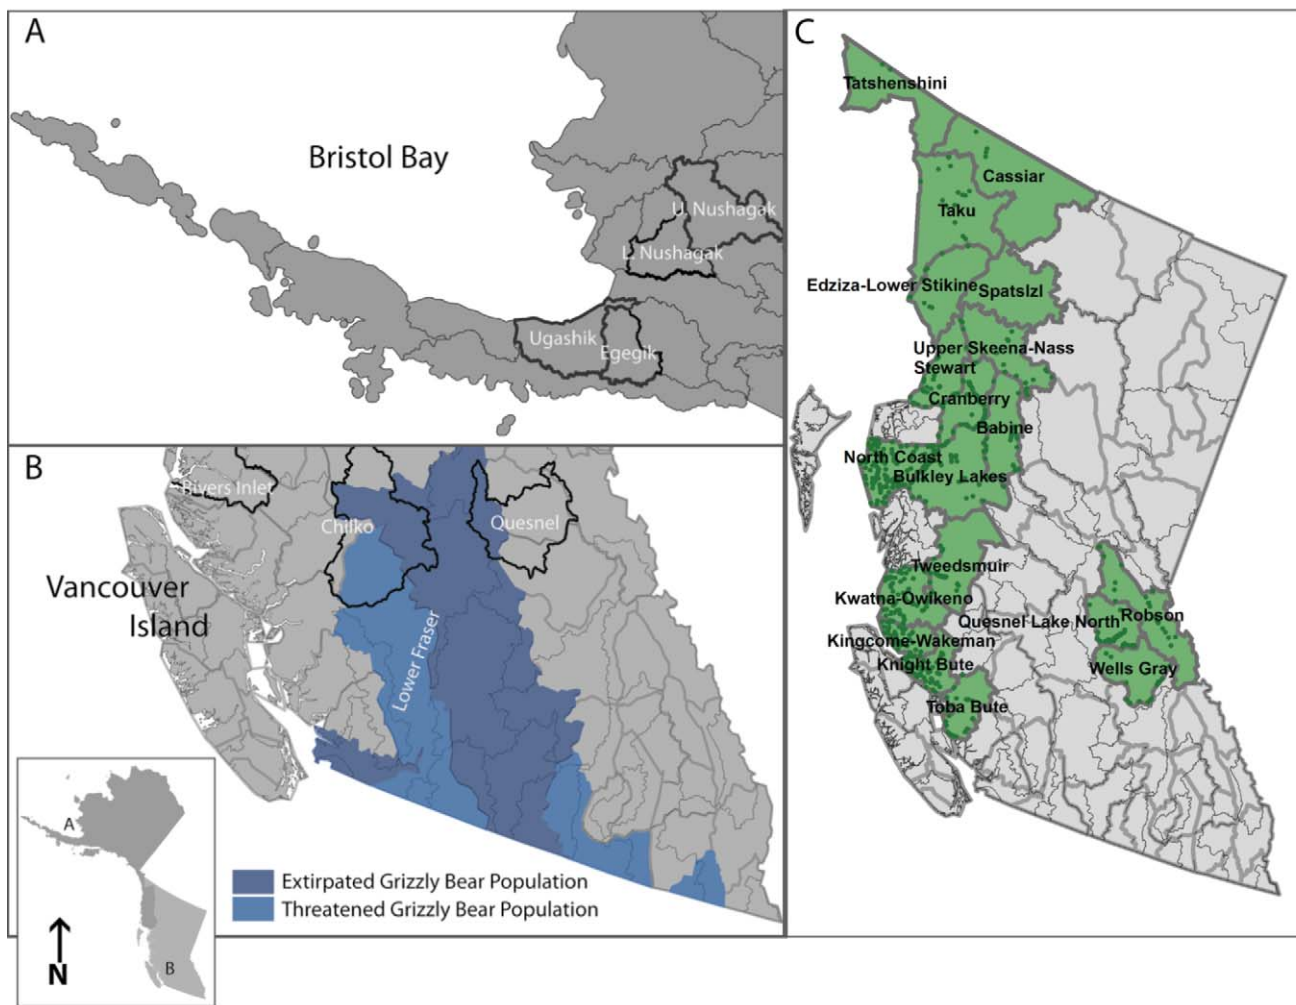 A
Bristol Bay
U. Nushagak
L. Nushagak
Ugashik
Egegik
B
Rivers Inlet
Chilko
Quesnel
Vancouver
Island
Lower Fraser
Extirpated Grizzly Bear Population
Threatened Grizzly Bear Population
A
B
N
C
Tatshenshini
Cassiar
Taku
Edziza-Lower Stikine
Spatslzl
Upper Skeena-Nass
Stewart
Cranberry
Babine
North Coast
Bulkley Lakes
Tweedsmuir
Kwatna-Owikeno
Quesnel Lake North
Robson
Kingcome-Wakeman
Knight Bute
Wells Gray
Toba Bute